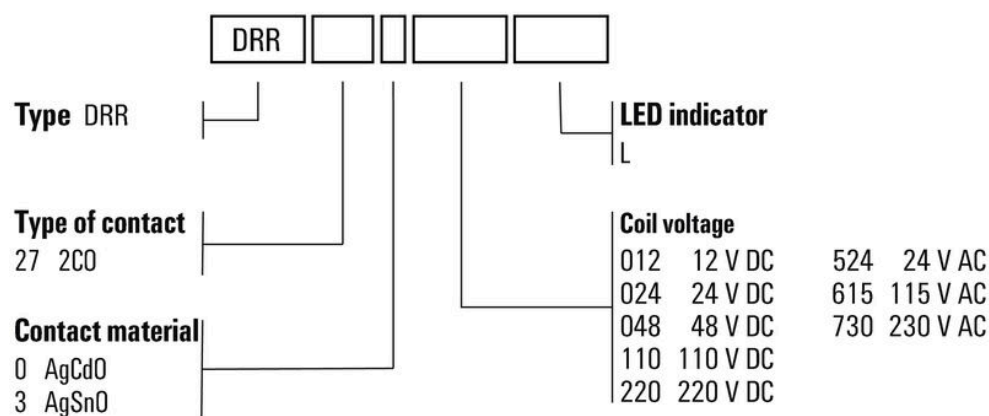 DRR
Type DRR
LED indicator
L
Type of contact
27 2CO
Contact material
0 AgCdO
3 AgSnO
Coil voltage
012 12 V DC 524 24 V AC
024 24 V DC 615 115 V AC
048 48 V DC 730 230 V AC
110 110 V DC
220 220 V DC